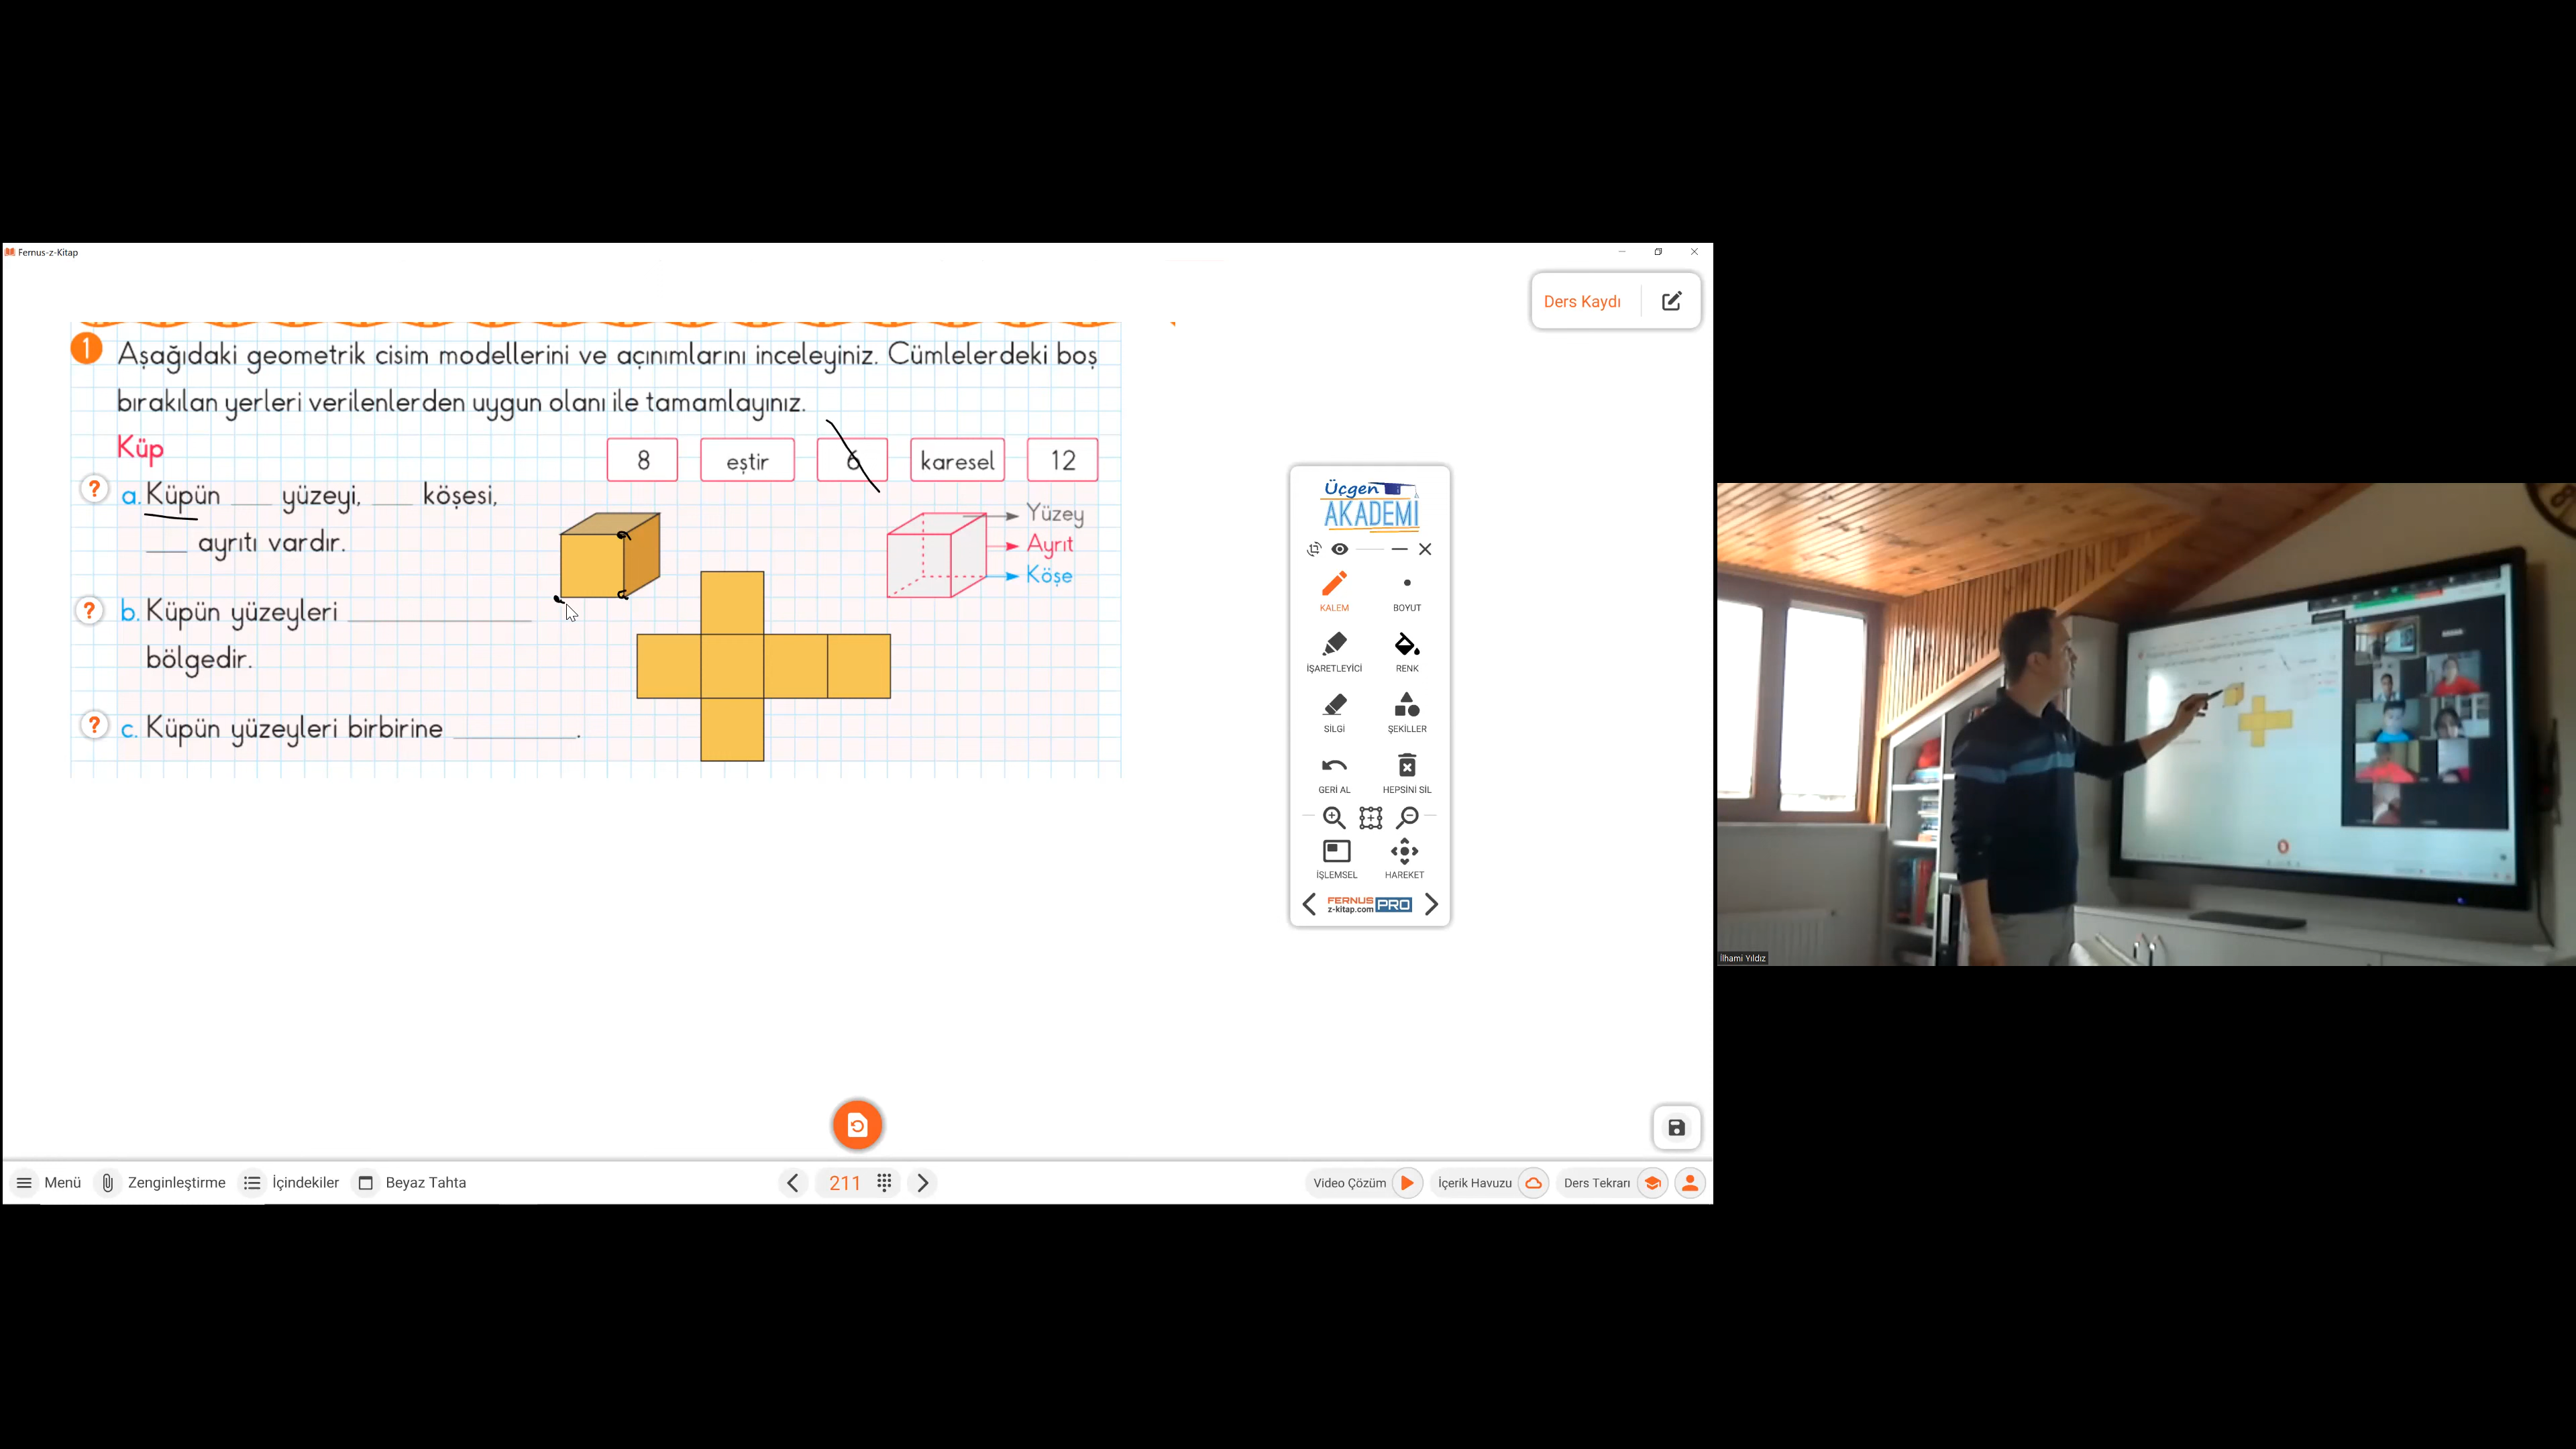 Fernus-z-Kitap
Ders Kaydı
1 Aşağıdaki geometrik cisim modellerini ve açınımlarını inceleyiniz. Cümlelerdeki boş
bırakılan yerleri verilenlerden uygun olanı ile tamamlayınız.
Küp
8 eştir 6 karesel 12
? a. Küpün ____ yüzeyi, ____ köşesi,
____ ayrıtı vardır.
Yüzey
Ayrıt
Köşe
? b. Küpün yüzeyleri ____________
bölgedir.
? c. Küpün yüzeyleri birbirine ________.
Üçgen
AKADEMİ
KALEM BOYUT
İŞARETLEYİCİ RENK
SİLGİ ŞEKİLLER
GERİ AL HEPSİNİ SİL
İŞLEMSEL HAREKET
FERNUS
z-kitap.com PRO
İlhami Yıldız
Menü Zenginleştirme İçindekiler Beyaz Tahta 211 Video Çözüm İçerik Havuzu Ders Tekrarı